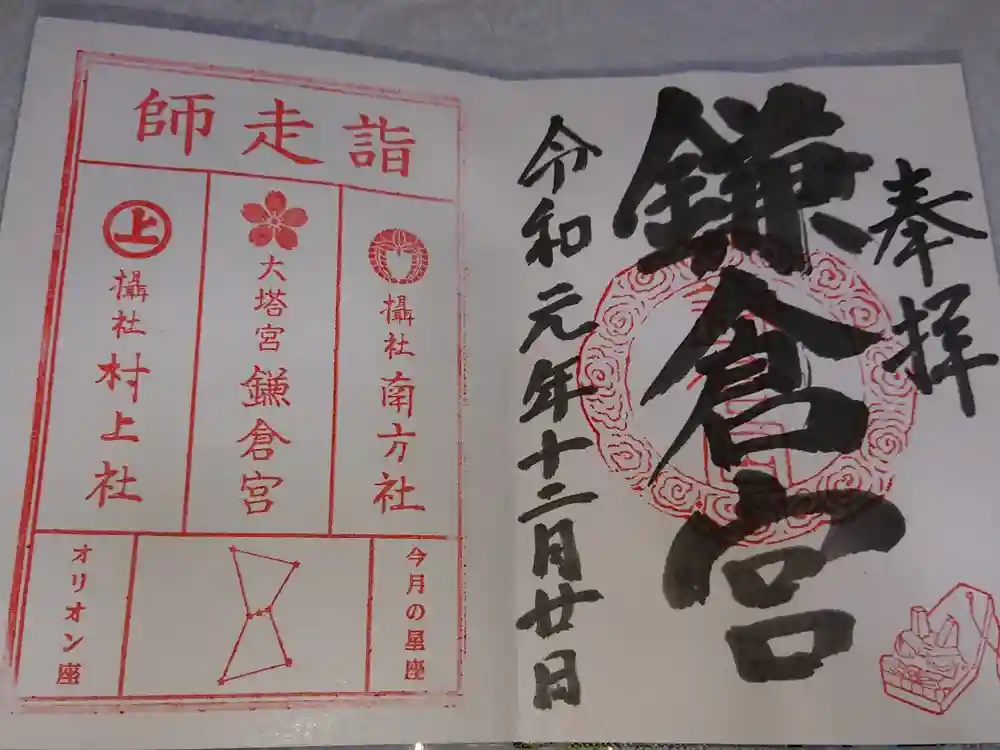 奉拝
鎌倉宮
令和元年十二月廿日
師走詣
上
摂社 村上社
大塔宮 鎌倉宮
攝社 南方社
今月の星座
オリオン座